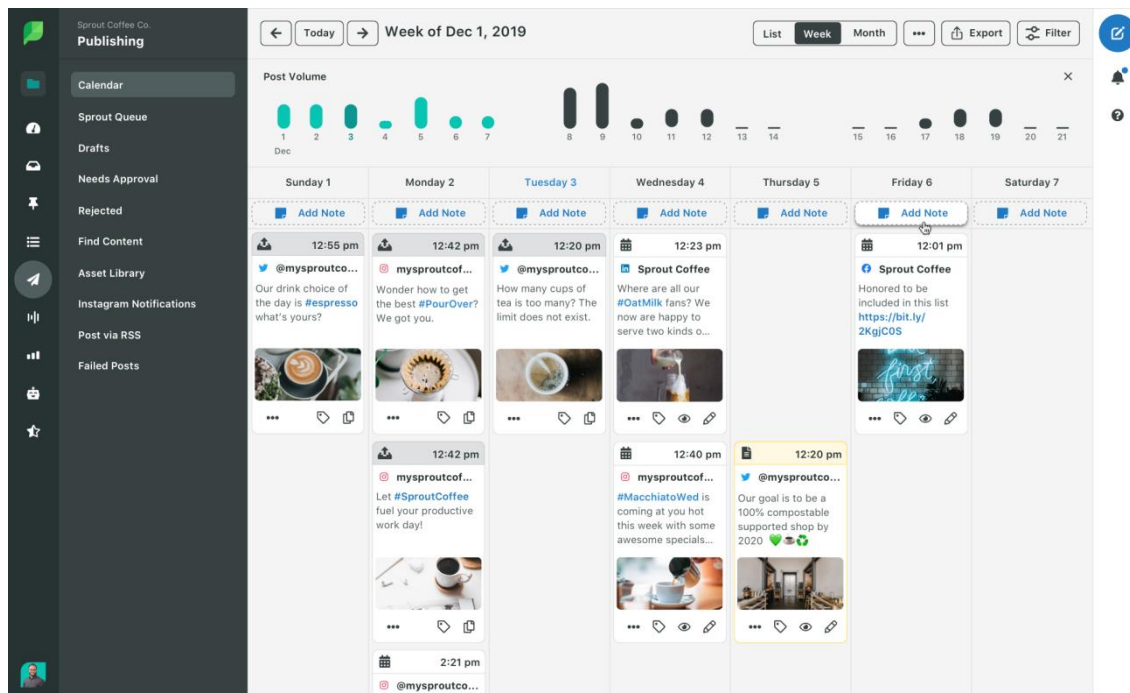 Sprout Coffee Co.
Publishing
Calendar
Sprout Queue
Drafts
Needs Approval
Rejected
Find Content
Asset Library
Instagram Notifications
Post via RSS
Failed Posts
Today
Week of Dec 1, 2019
List
Week
Month
Export
Filter
Post Volume
1 2 3 4 5 6 7 8 9 10 11 12 13 14 15 16 17 18 19 20 21
Dec
Sunday 1
Monday 2
Tuesday 3
Wednesday 4
Thursday 5
Friday 6
Saturday 7
Add Note
Add Note
Add Note
Add Note
Add Note
Add Note
Add Note
12:55 pm
@mysproutco...
Our drink choice of
the day is #espresso
what's yours?
12:42 pm
mysproutcof...
Wonder how to get
the best #PourOver?
We got you.
12:42 pm
mysproutcof...
Let #SproutCoffee
fuel your productive
work day!
2:21 pm
@mysproutco...
12:20 pm
@mysproutco...
How many cups of
tea is too many? The
limit does not exist.
12:23 pm
Sprout Coffee
Where are all our
#OatMilk fans? We
now are happy to
serve two kinds o...
12:40 pm
mysproutcof...
#MacchiatoWed is
coming at you hot
this week with some
awesome specials...
12:20 pm
@mysproutco...
Our goal is to be a
100% compostable
supported shop by
2020 💚☕♻️
12:01 pm
Sprout Coffee
Honored to be
included in this list
https://bit.ly/
2KgjC0S
first,